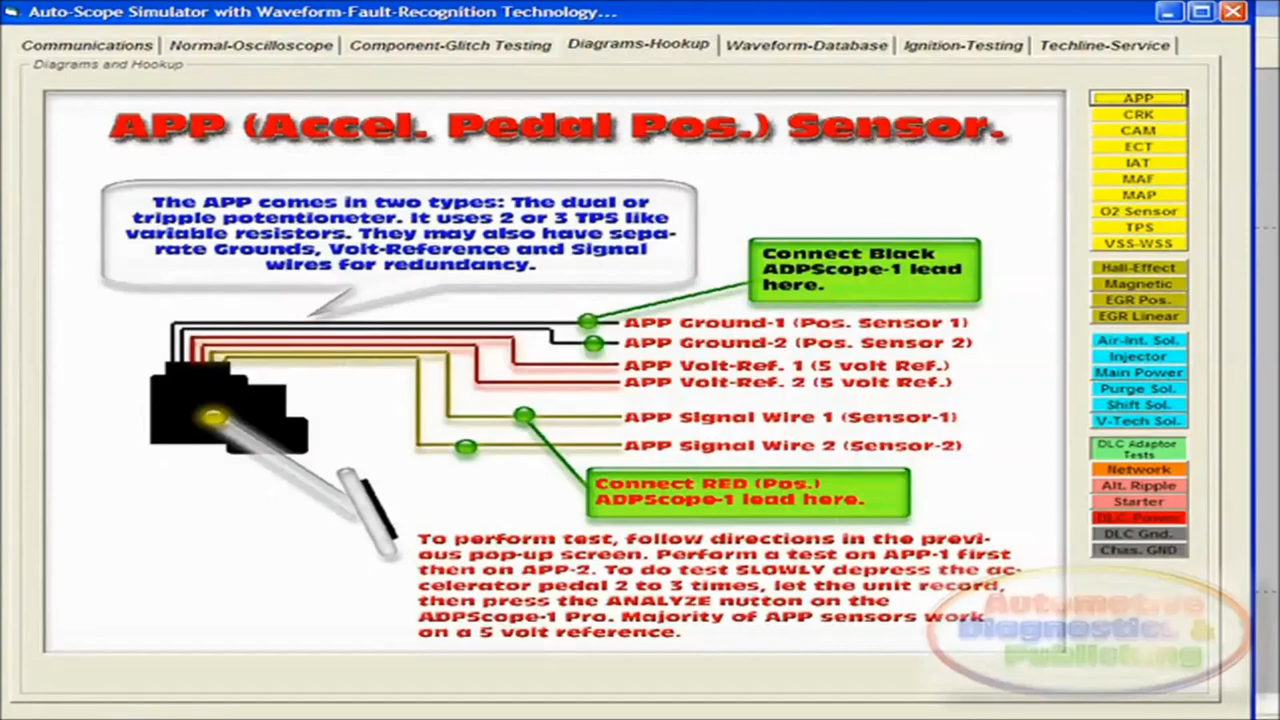 Auto-Scope Simulator with Waveform-Fault-Recognition Technology...
Communications
Normal-Oscilloscope
Component-Glitch Testing
Diagrams-Hookup
Waveform-Database
Ignition-Testing
Techline-Service
Diagrams and Hookup
APP (Accel. Pedal Pos.) Sensor.
The APP comes in two types: The dual or
tripple potentiometer. It uses 2 or 3 TPS like
variable resistors. They may also have sepa-
rate Grounds, Volt-Reference and Signal
wires for redundancy.
Connect Black
ADPScope-1 lead
here.
APP Ground-1 (Pos. Sensor 1)
APP Ground-2 (Pos. Sensor 2)
APP Volt-Ref. 1 (5 volt Ref.)
APP Volt-Ref. 2 (5 volt Ref.)
APP Signal Wire 1 (Sensor-1)
APP Signal Wire 2 (Sensor-2)
Connect RED (Pos.)
ADPScope-1 lead here.
To perform test, follow directions in the previ-
ous pop-up screen. Perform a test on APP-1 first
then on APP-2. To do test SLOWLY depress the ac-
celerator pedal 2 to 3 times, let the unit record,
then press the ANALYZE nutton on the
ADPScope-1 Pro. Majority of APP sensors work
on a 5 volt reference.
APP
CRK
CAM
ECT
IAT
MAF
MAP
O2 Sensor
TPS
VSS-WSS
Hall-Effect
Magnetic
EGR Pos.
EGR Linear
Air-Int. Sol.
Injector
Main Power
Purge Sol.
Shift Sol.
V-Tech Sol.
DLC Adaptor
Tests
Network
Alt. Ripple
Starter
DLC Power
DLC Gnd.
Chas. GND
Automotive
Diagnostics &
Publishing